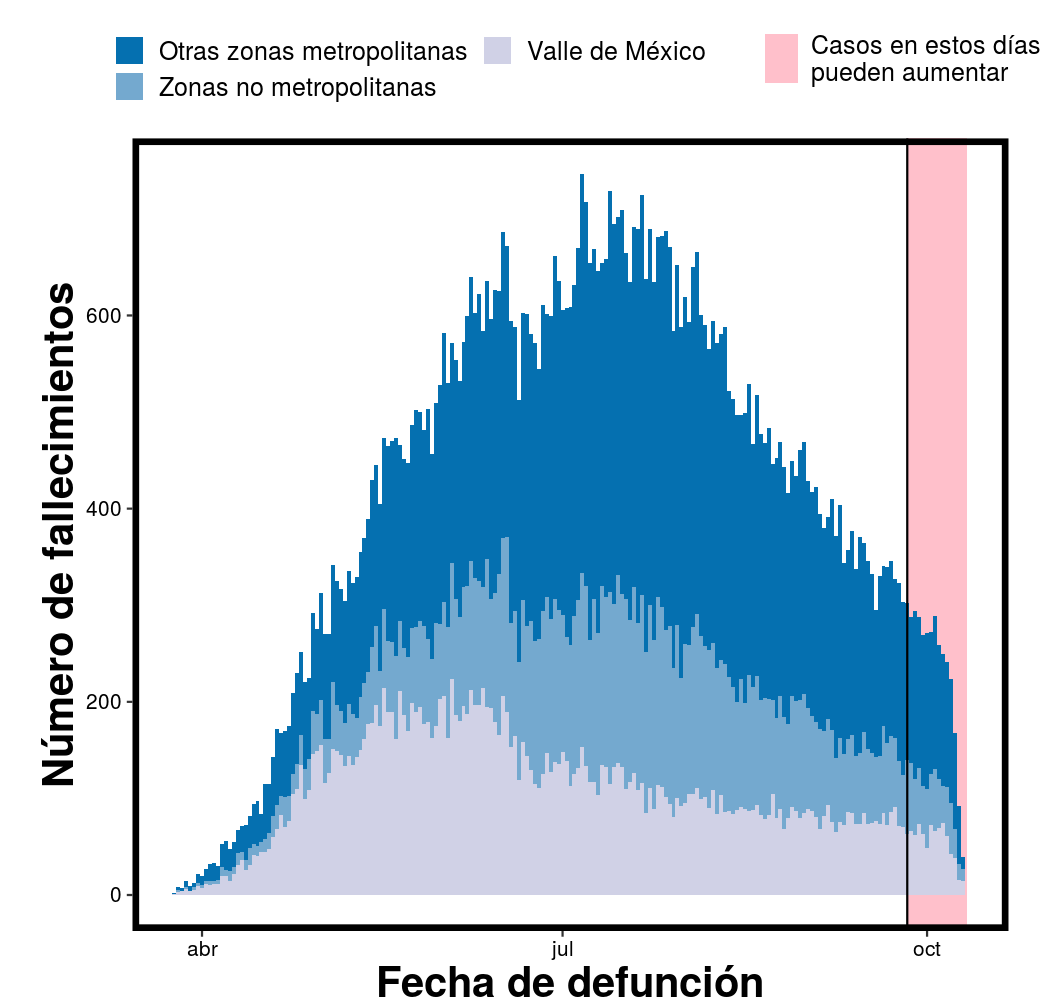 Otras zonas metropolitanas
Zonas no metropolitanas
Valle de México
Casos en estos días
pueden aumentar
Número de fallecimientos
600
400
200
0
abr
jul
oct
Fecha de defunción